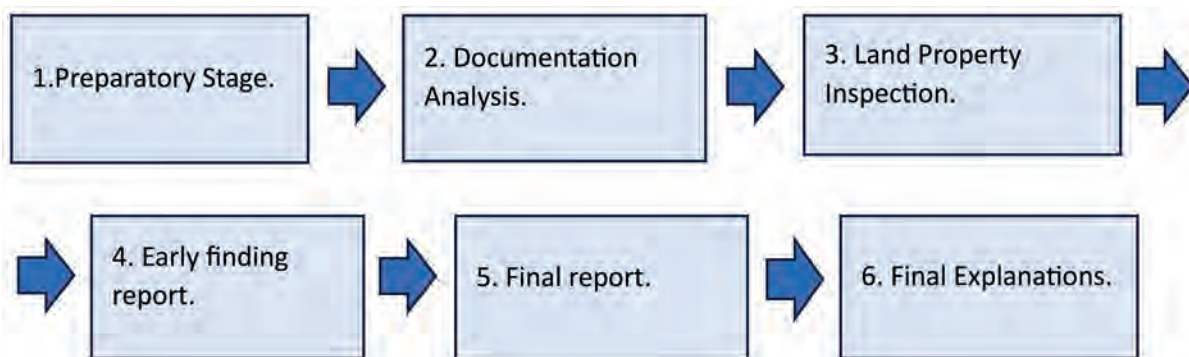 1.Preparatory Stage.
2. Documentation
Analysis.
3. Land Property
Inspection.
4. Early finding
report.
5. Final report.
6. Final Explanations.